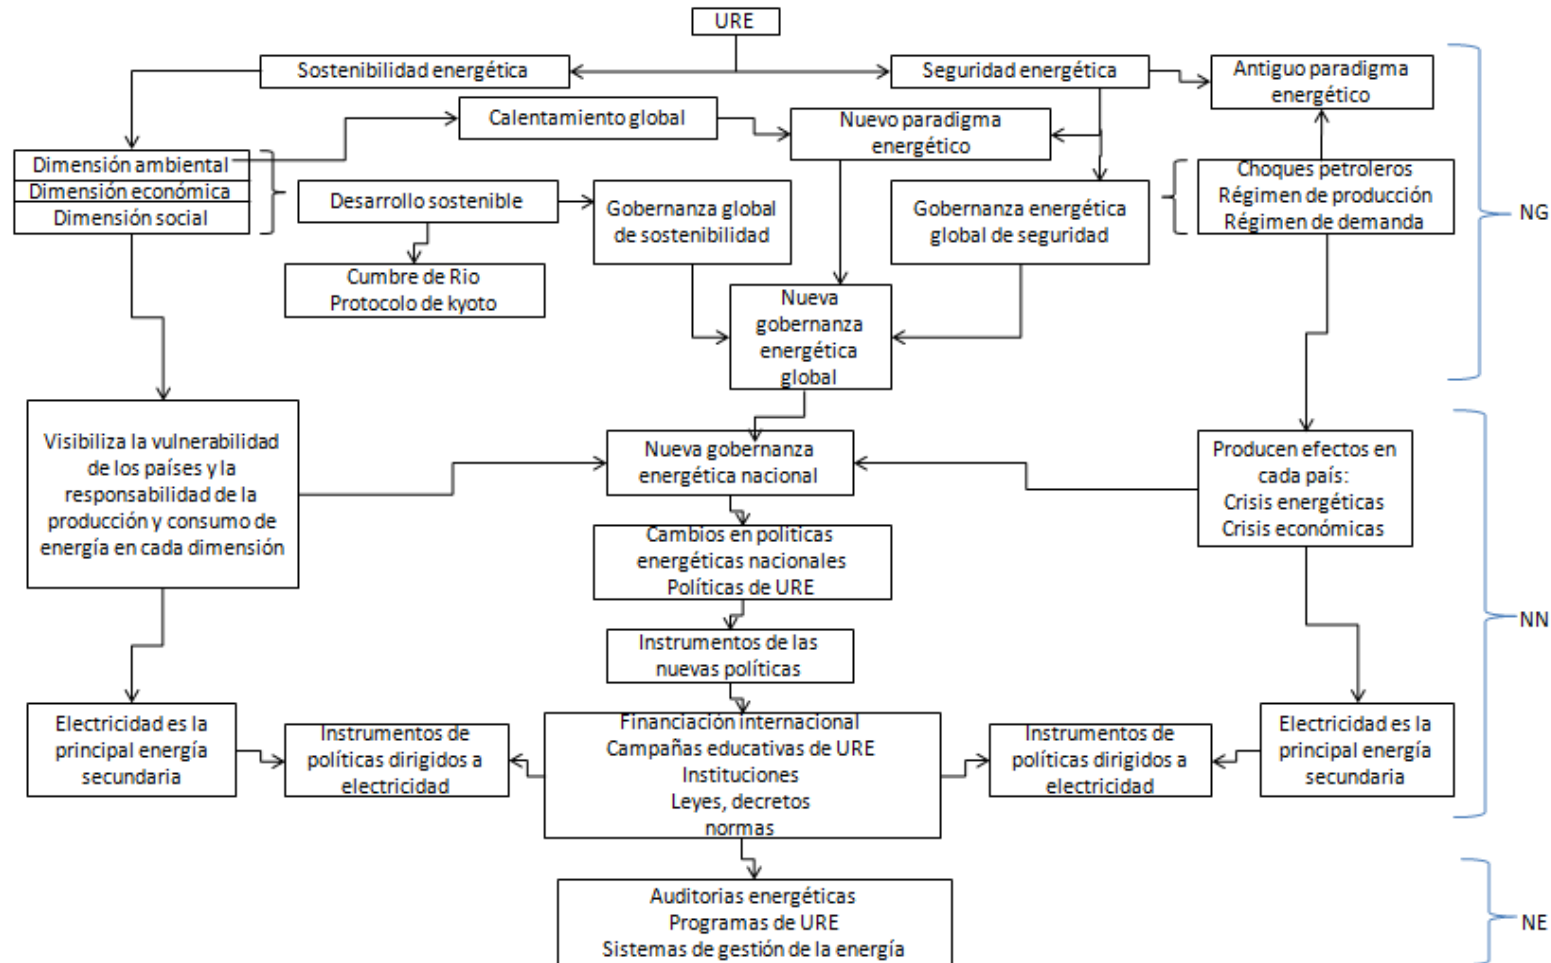 URE
Sostenibilidad energética
Seguridad energética
Antiguo paradigma
energético
Calentamiento global
Nuevo paradigma
energético
Dimensión ambiental
Dimensión económica
Dimensión social
Desarrollo sostenible
Gobernanza global
de sostenibilidad
Gobernanza energética
global de seguridad
Choques petroleros
Régimen de producción
Régimen de demanda
NG
Cumbre de Rio
Protocolo de kyoto
Nueva
gobernanza
energética
global
Visibiliza la vulnerabilidad
de los países y la
responsabilidad de la
producción y consumo de
energía en cada dimensión
Nueva gobernanza
energética nacional
Producen efectos en
cada país:
Crisis energéticas
Crisis económicas
Cambios en politicas
energéticas nacionales
Políticas de URE
NN
Instrumentos de las
nuevas políticas
Electricidad es la
principal energía
secundaria
Instrumentos de
políticas dirigidos a
electricidad
Financiación internacional
Campañas educativas de URE
Instituciones
Leyes, decretos
normas
Instrumentos de
políticas dirigidos a
electricidad
Electricidad es la
principal energía
secundaria
Auditorias energéticas
Programas de URE
Sistemas de gestión de la energía
NE